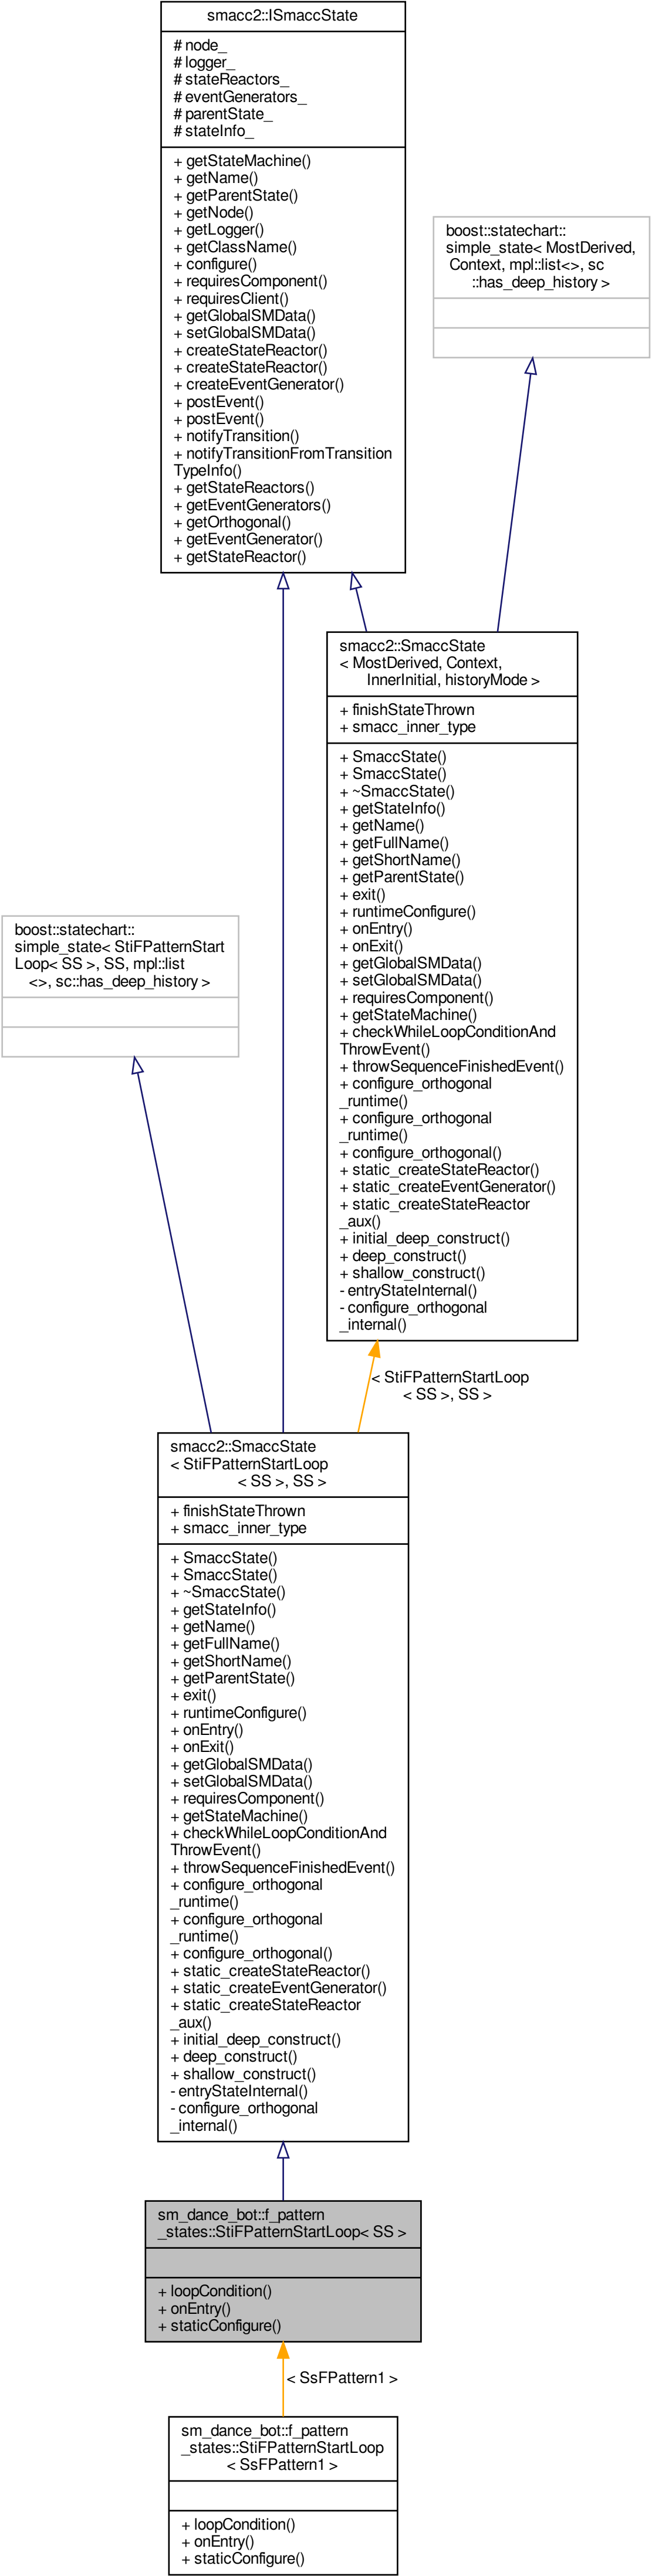 smacc2::ISmaccState
# node_
# logger_
# stateReactors_
# eventGenerators_
# parentState_
# stateInfo_
+ getStateMachine()
+ getName()
+ getParentState()
+ getNode()
+ getLogger()
+ getClassName()
+ configure()
+ requiresComponent()
+ requiresClient()
+ getGlobalSMData()
+ setGlobalSMData()
+ createStateReactor()
+ createStateReactor()
+ createEventGenerator()
+ postEvent()
+ postEvent()
+ notifyTransition()
+ notifyTransitionFromTransition
TypeInfo()
+ getStateReactors()
+ getEventGenerators()
+ getOrthogonal()
+ getEventGenerator()
+ getStateReactor()
boost::statechart::
simple_state< MostDerived,
Context, mpl::list<>, sc
::has_deep_history >
smacc2::SmaccState
< MostDerived, Context,
InnerInitial, historyMode >
+ finishStateThrown
+ smacc_inner_type
+ SmaccState()
+ SmaccState()
+ ~SmaccState()
+ getStateInfo()
+ getName()
+ getFullName()
+ getShortName()
+ getParentState()
+ exit()
+ runtimeConfigure()
+ onEntry()
+ onExit()
+ getGlobalSMData()
+ setGlobalSMData()
+ requiresComponent()
+ getStateMachine()
+ checkWhileLoopConditionAnd
ThrowEvent()
+ throwSequenceFinishedEvent()
+ configure_orthogonal
_runtime()
+ configure_orthogonal
_runtime()
+ configure_orthogonal()
+ static_createStateReactor()
+ static_createEventGenerator()
+ static_createStateReactor
_aux()
+ initial_deep_construct()
+ deep_construct()
+ shallow_construct()
- entryStateInternal()
- configure_orthogonal
_internal()
boost::statechart::
simple_state< StiFPatternStart
Loop< SS >, SS, mpl::list
<>, sc::has_deep_history >
< StiFPatternStartLoop
< SS >, SS >
smacc2::SmaccState
< StiFPatternStartLoop
< SS >, SS >
+ finishStateThrown
+ smacc_inner_type
+ SmaccState()
+ SmaccState()
+ ~SmaccState()
+ getStateInfo()
+ getName()
+ getFullName()
+ getShortName()
+ getParentState()
+ exit()
+ runtimeConfigure()
+ onEntry()
+ onExit()
+ getGlobalSMData()
+ setGlobalSMData()
+ requiresComponent()
+ getStateMachine()
+ checkWhileLoopConditionAnd
ThrowEvent()
+ throwSequenceFinishedEvent()
+ configure_orthogonal
_runtime()
+ configure_orthogonal
_runtime()
+ configure_orthogonal()
+ static_createStateReactor()
+ static_createEventGenerator()
+ static_createStateReactor
_aux()
+ initial_deep_construct()
+ deep_construct()
+ shallow_construct()
- entryStateInternal()
- configure_orthogonal
_internal()
sm_dance_bot::f_pattern
_states::StiFPatternStartLoop< SS >
+ loopCondition()
+ onEntry()
+ staticConfigure()
< SsFPattern1 >
sm_dance_bot::f_pattern
_states::StiFPatternStartLoop
< SsFPattern1 >
+ loopCondition()
+ onEntry()
+ staticConfigure()